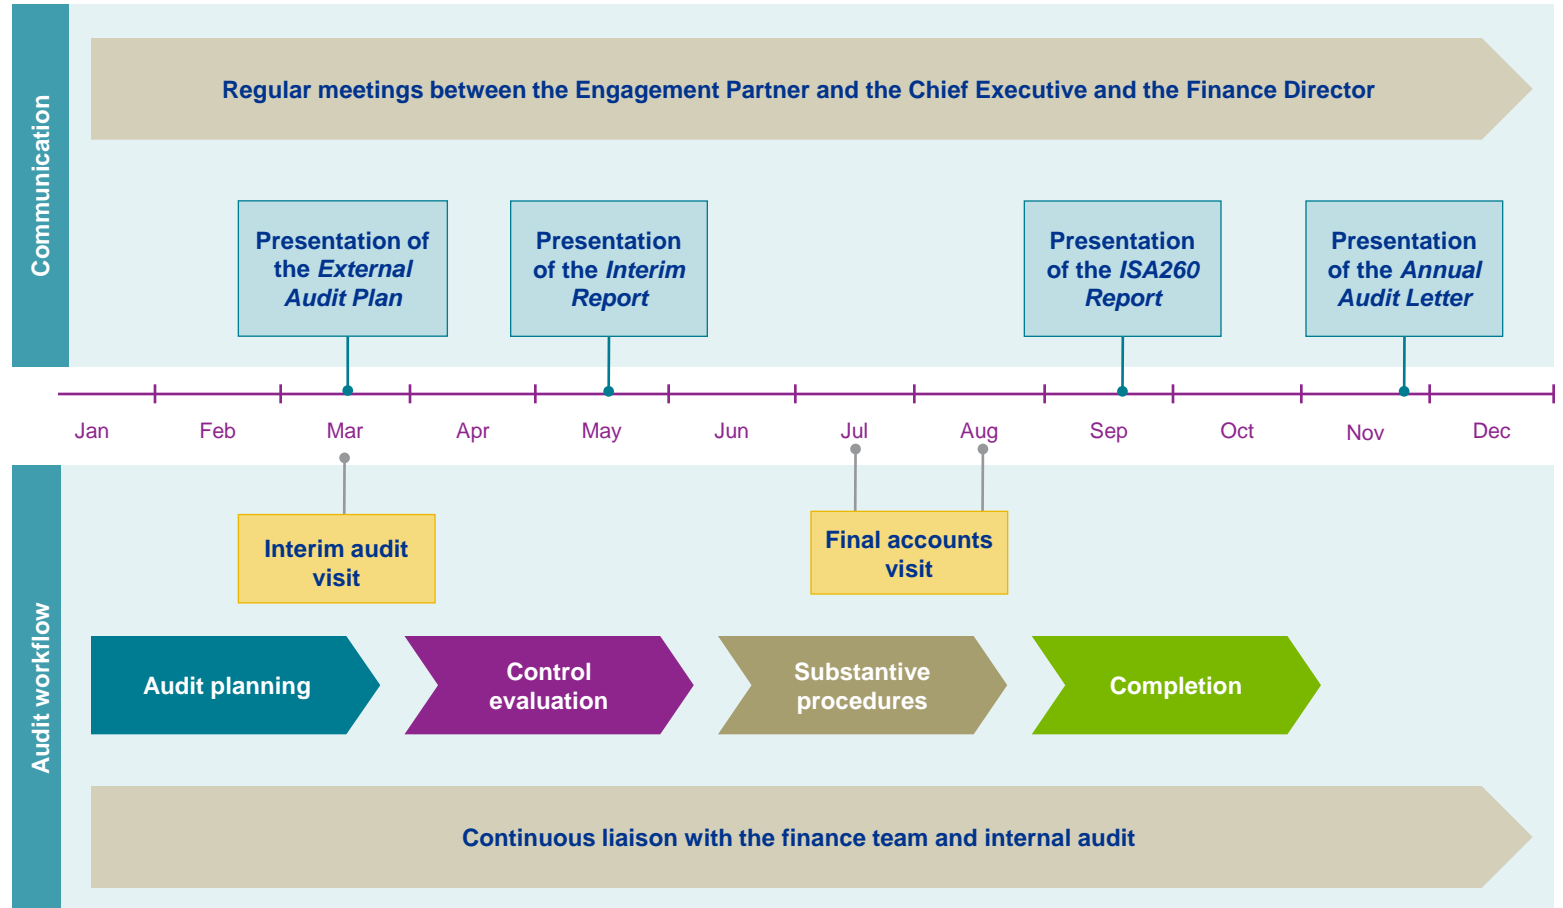 Communication
Regular meetings between the Engagement Partner and the Chief Executive and the Finance Director
Presentation of
the External
Audit Plan
Presentation
of the Interim
Report
Presentation
of the ISA260
Report
Presentation
of the Annual
Audit Letter
Jan Feb Mar Apr May Jun Jul Aug Sep Oct Nov Dec
Audit workflow
Interim audit
visit
Final accounts
visit
Audit planning
Control
evaluation
Substantive
procedures
Completion
Continuous liaison with the finance team and internal audit